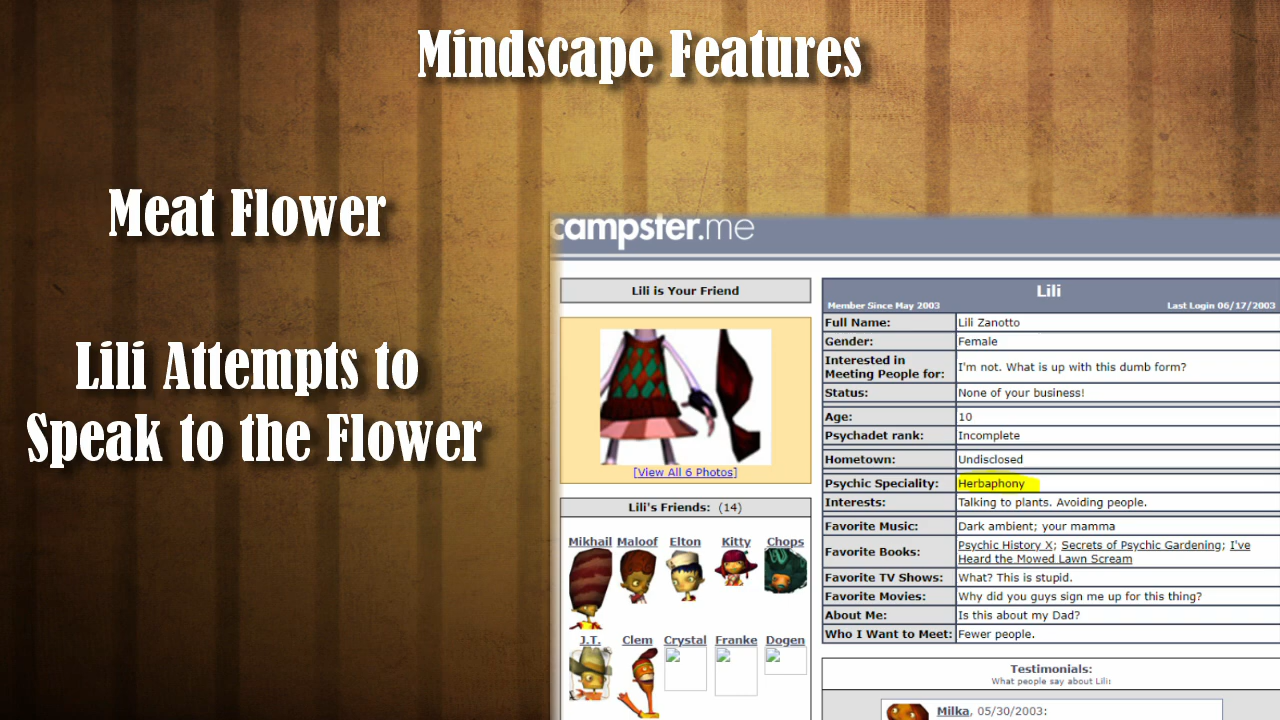 Mindscape Features
Meat Flower
Lili Attempts to
Speak to the Flower
campster.me
Lili is Your Friend
[View All 6 Photos]
Lili's Friends: (14)
Mikhail Maloof Elton Kitty Chops
J.T. Clem Crystal Franke Dogen
Lili
Member Since May 2003 Last Login 06/17/2003
Full Name: Lili Zanotto
Gender: Female
Interested in
Meeting People for: I'm not. What is up with this dumb form?
Status: None of your business!
Age: 10
Psychadet rank: Incomplete
Hometown: Undisclosed
Psychic Speciality: Herbaphony
Interests: Talking to plants. Avoiding people.
Favorite Music: Dark ambient; your mamma
Favorite Books: Psychic History X; Secrets of Psychic Gardening; I've
Heard the Mowed Lawn Scream
Favorite TV Shows: What? This is stupid.
Favorite Movies: Why did you guys sign me up for this thing?
About Me: Is this about my Dad?
Who I Want to Meet: Fewer people.
Testimonials:
What people say about Lili:
Milka, 05/30/2003: